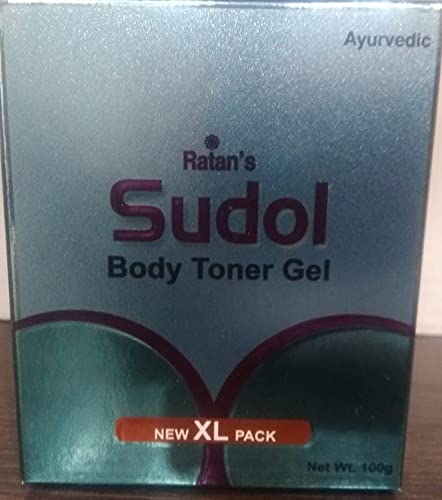 Ayurvedic
Ratan's
Sudol
Body Toner Gel
NEW XL PACK
Net Wt. 100g